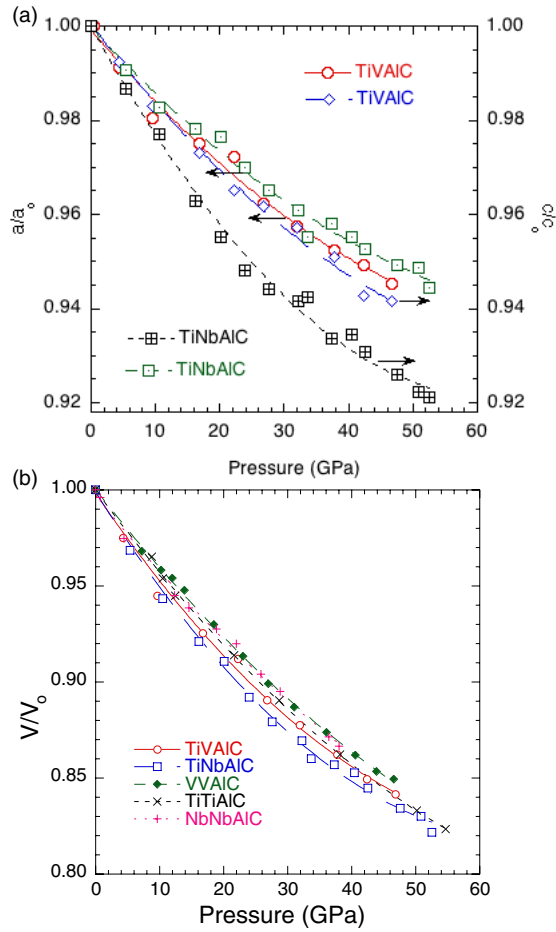 (a)
1.00
1.00
TiVAlC
TiVAlC
0.98
0.98
a/a_o
0.96
0.96
c/c_o
0.94
0.94
TiNbAlC
TiNbAlC
0.92
0.92
0 10 20 30 40 50 60
Pressure (GPa)
(b)
1.00
0.95
V/V_o
0.90
TiVAlC
TiNbAlC
VVAlC
0.85
TiTiAlC
NbNbAlC
0.80
0 10 20 30 40 50 60
Pressure (GPa)